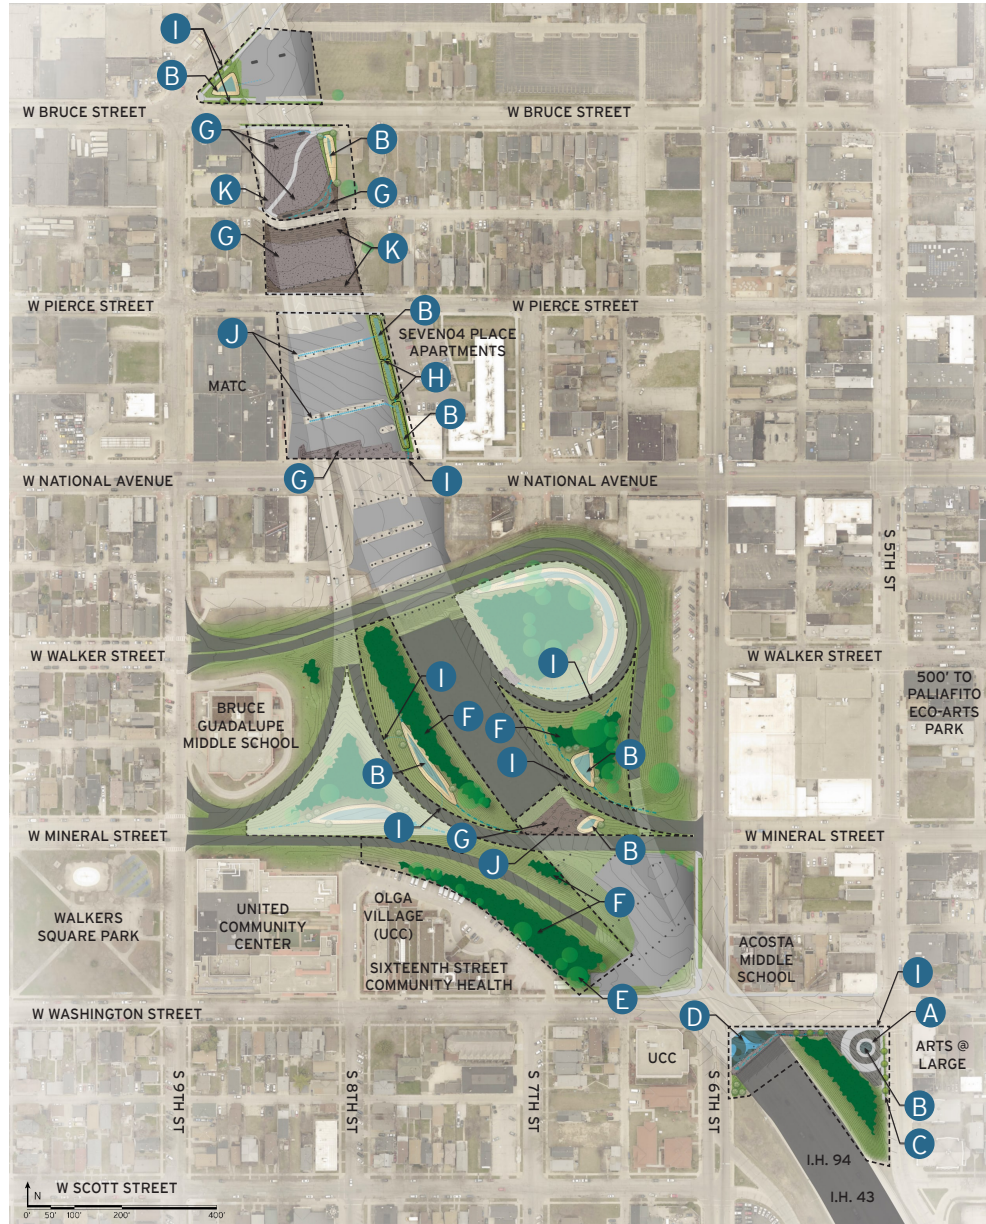 I
B
W BRUCE STREET
W BRUCE STREET
G
B
K
G
G
K
W PIERCE STREET
W PIERCE STREET
B
J
SEVEN04 PLACE
APARTMENTS
MATC
H
B
G
I
W NATIONAL AVENUE
W NATIONAL AVENUE
S 5TH ST
W WALKER STREET
W WALKER STREET
I
I
500' TO
PALIAFITO
ECO-ARTS
PARK
BRUCE
GUADALUPE
MIDDLE SCHOOL
F
F
I
B
B
I
G
W MINERAL STREET
W MINERAL STREET
J
B
WALKERS
SQUARE PARK
UNITED
COMMUNITY
CENTER
OLGA
VILLAGE
(UCC)
F
ACOSTA
MIDDLE
SCHOOL
SIXTEENTH STREET
COMMUNITY HEALTH
E
I
A
W WASHINGTON STREET
D
ARTS @
LARGE
UCC
S 9TH ST
S 8TH ST
S 7TH ST
S 6TH ST
B
C
I.H. 94
I.H. 43
N
W SCOTT STREET
0' 50' 100' 200' 400'